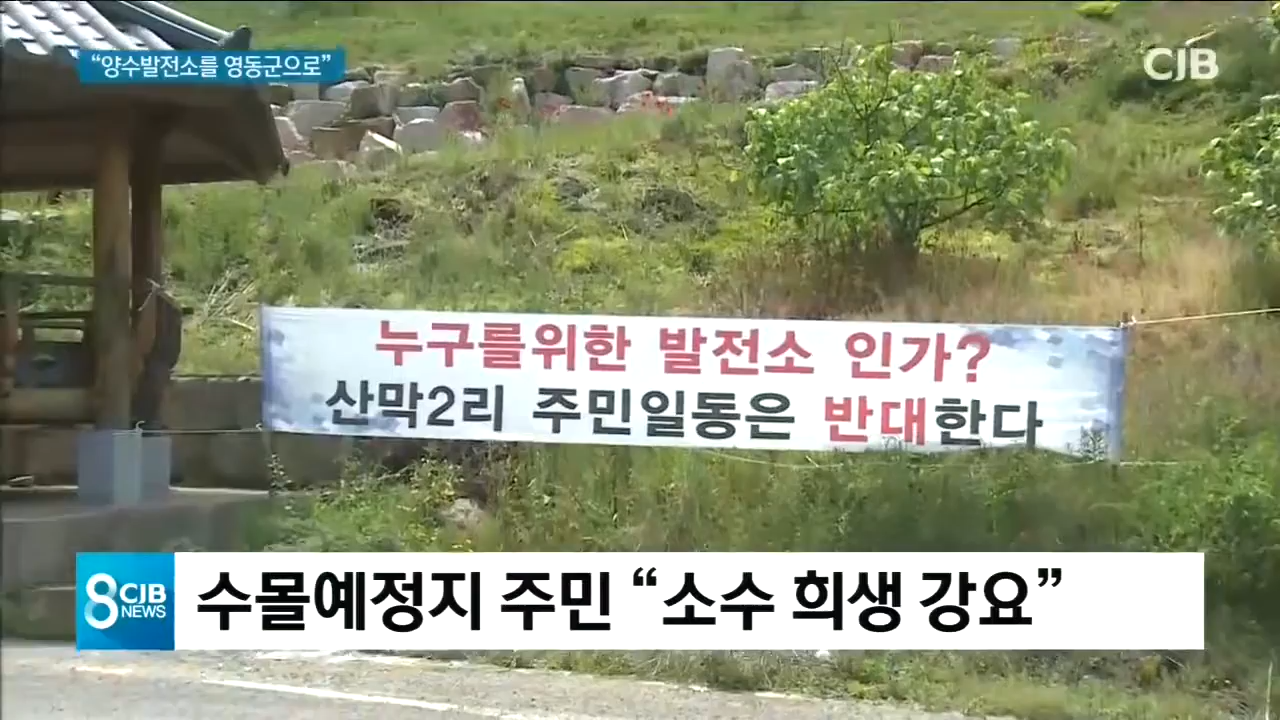 “양수발전소를 영동군으로”
CJB
누구를위한 발전소 인가?
산막2리 주민일동은 반대한다
8 CJB NEWS
수몰예정지 주민 “소수 희생 강요”